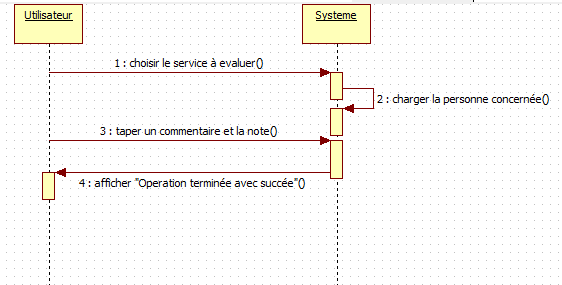 Utilisateur
Systeme
1 : choisir le service à evaluer()
2 : charger la personne concernée()
3 : taper un commentaire et la note()
4 : afficher "Operation terminée avec succée"()